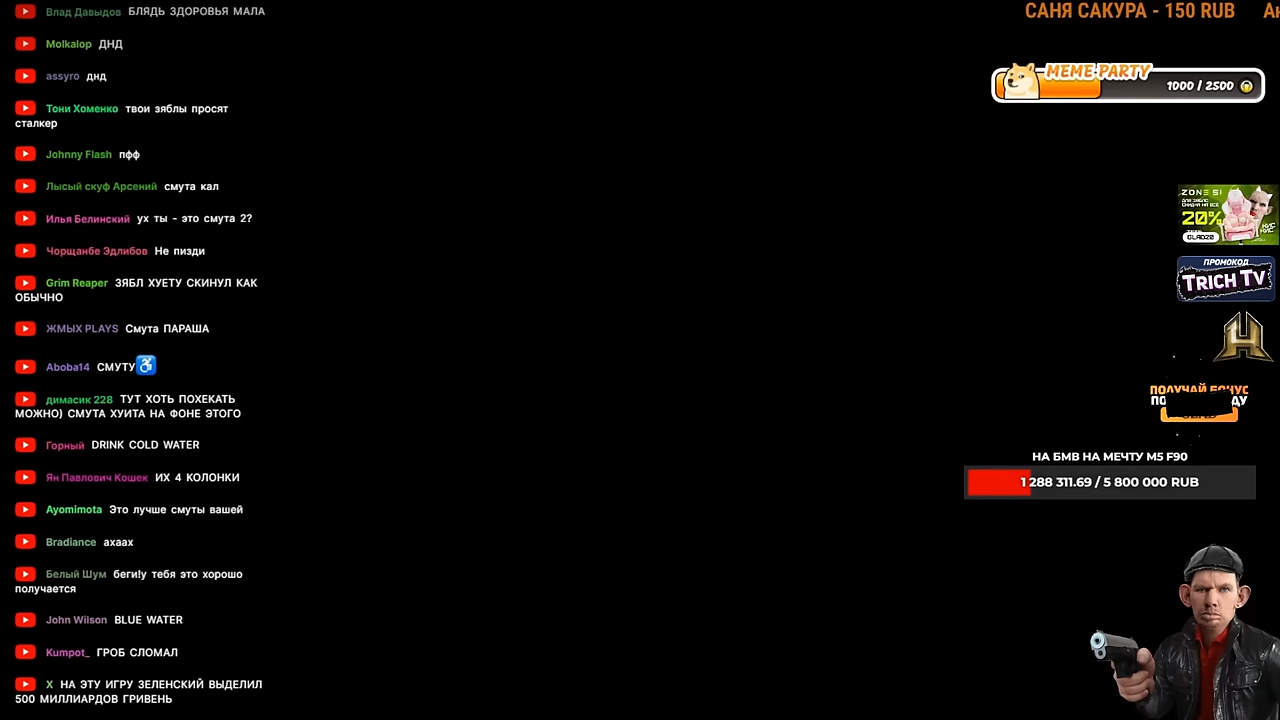 Влад Давыдов БЛЯДЬ ЗДОРОВЬЯ МАЛА
Molkalop ДНД
assyro днд
Тони Хоменко твои зяблы просят
сталкер
Johnny Flash пфф
Лысый скуф Арсений смута кал
Илья Белинский ух ты - это смута 2?
Чорщанбе Эдлибов Не пизди
Grim Reaper ЗЯБЛ ХУЕТУ СКИНУЛ КАК
ОБЫЧНО
ЖМЫХ PLAYS Смута ПАРАША
Aboba14 СМУТУ♿
димасик 228 ТУТ ХОТЬ ПОХЕКАТЬ
МОЖНО) СМУТА ХУИТА НА ФОНЕ ЭТОГО
Горный DRINK COLD WATER
Ян Павлович Кошек ИХ 4 КОЛОНКИ
Ayomimota Это лучше смуты вашей
Bradiance ахаах
Белый Шум беги!у тебя это хорошо
получается
John Wilson BLUE WATER
Kumpot_ ГРОБ СЛОМАЛ
X НА ЭТУ ИГРУ ЗЕЛЕНСКИЙ ВЫДЕЛИЛ
500 МИЛЛИАРДОВ ГРИВЕНЬ
САНЯ САКУРА - 150 RUB
MEME PARTY
1000 / 2500
ZONE 51
СКИДКА НА ВСЕ
20%
ПРОМОКОД
TRICH TV
ПОЛУЧАЙ БОНУС
НА БМВ НА МЕЧТУ M5 F90
1 288 311.69 / 5 800 000 RUB